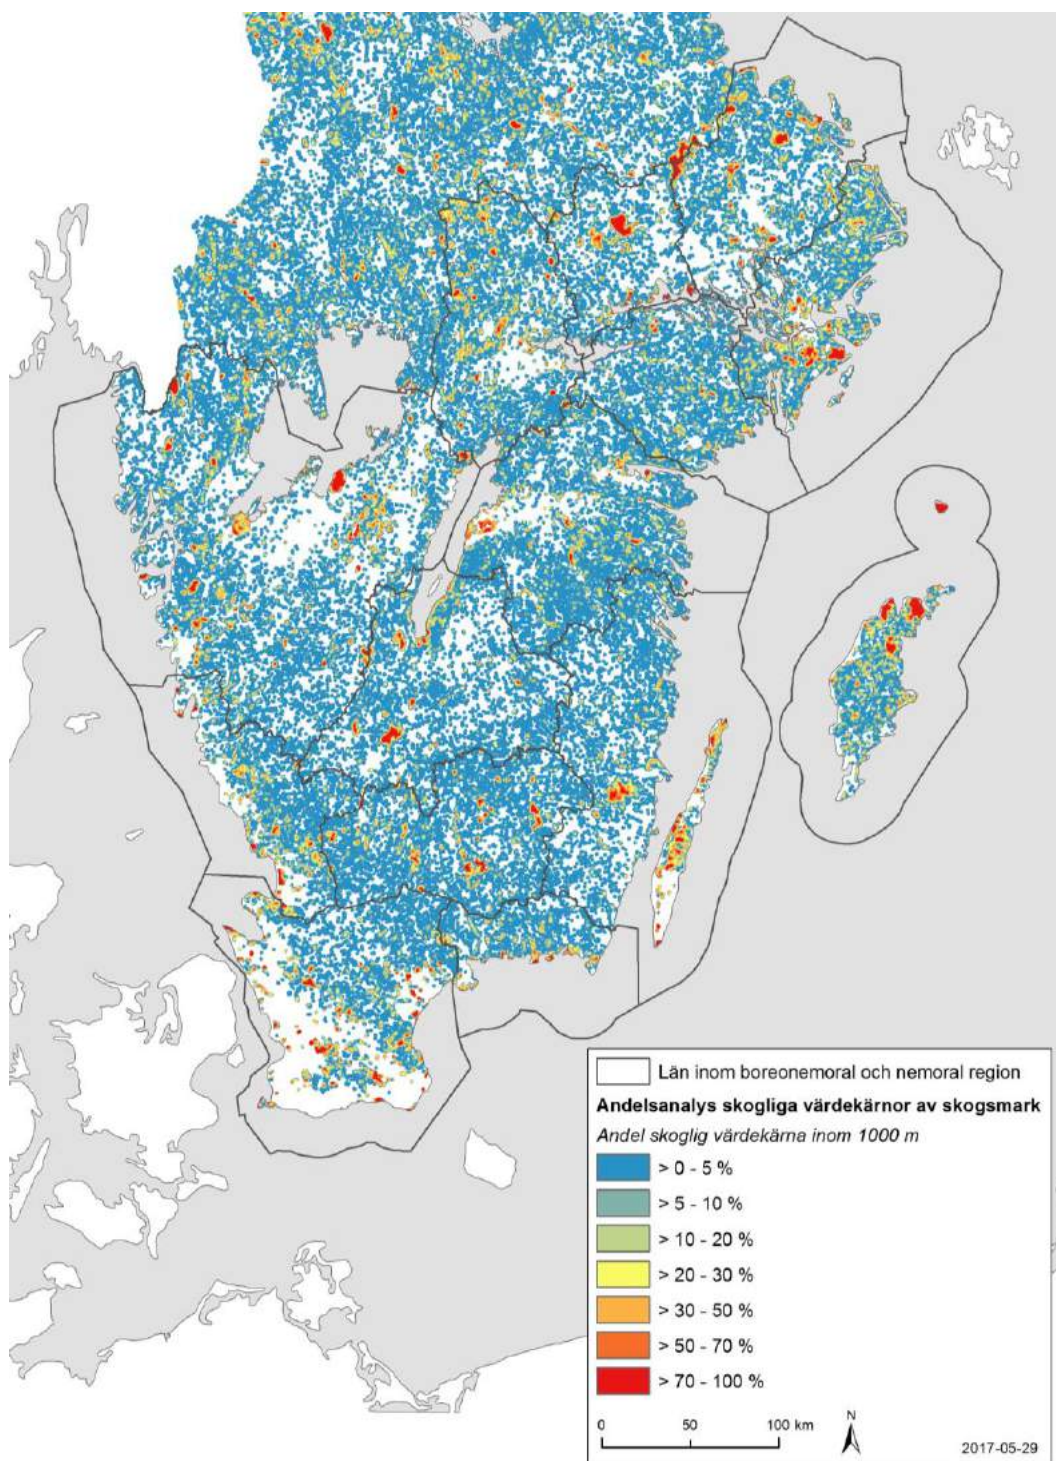 Län inom boreonemoral och nemoral region
Andelsanalys skogliga värdekärnor av skogsmark
Andel skoglig värdekärna inom 1000 m
> 0 - 5 %
> 5 - 10 %
> 10 - 20 %
> 20 - 30 %
> 30 - 50 %
> 50 - 70 %
> 70 - 100 %
0 50 100 km
N
2017-05-29